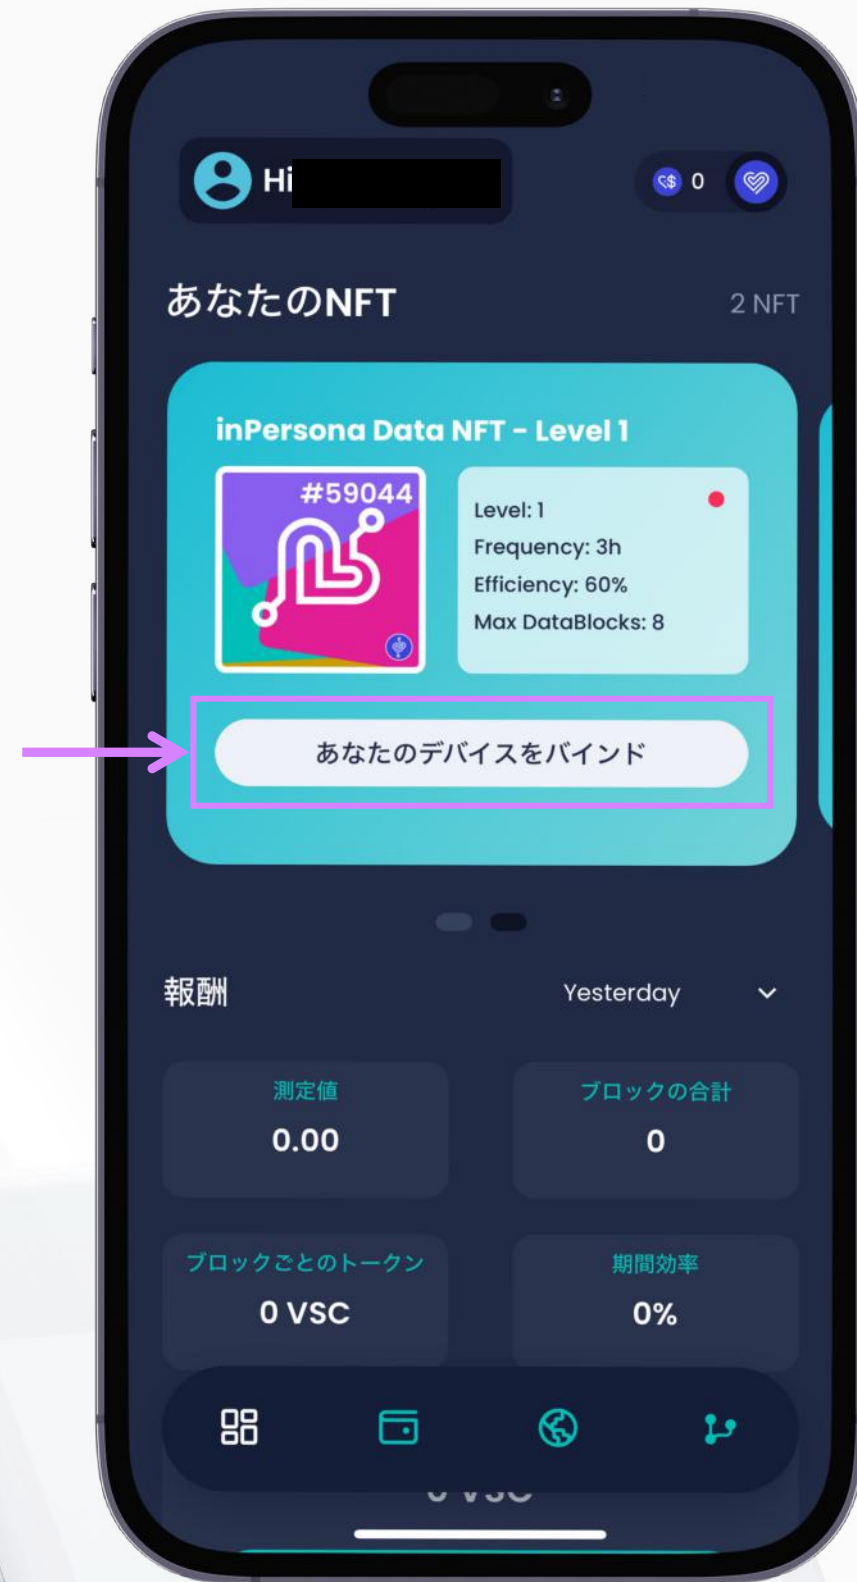 Hi
0
あなたのNFT
2 NFT
inPersona Data NFT - Level 1
#59044
Level: 1
Frequency: 3h
Efficiency: 60%
Max DataBlocks: 8
あなたのデバイスをバインド
報酬
Yesterday
測定値
ブロックの合計
0.00
0
ブロックごとのトークン
期間効率
0 VSC
0%